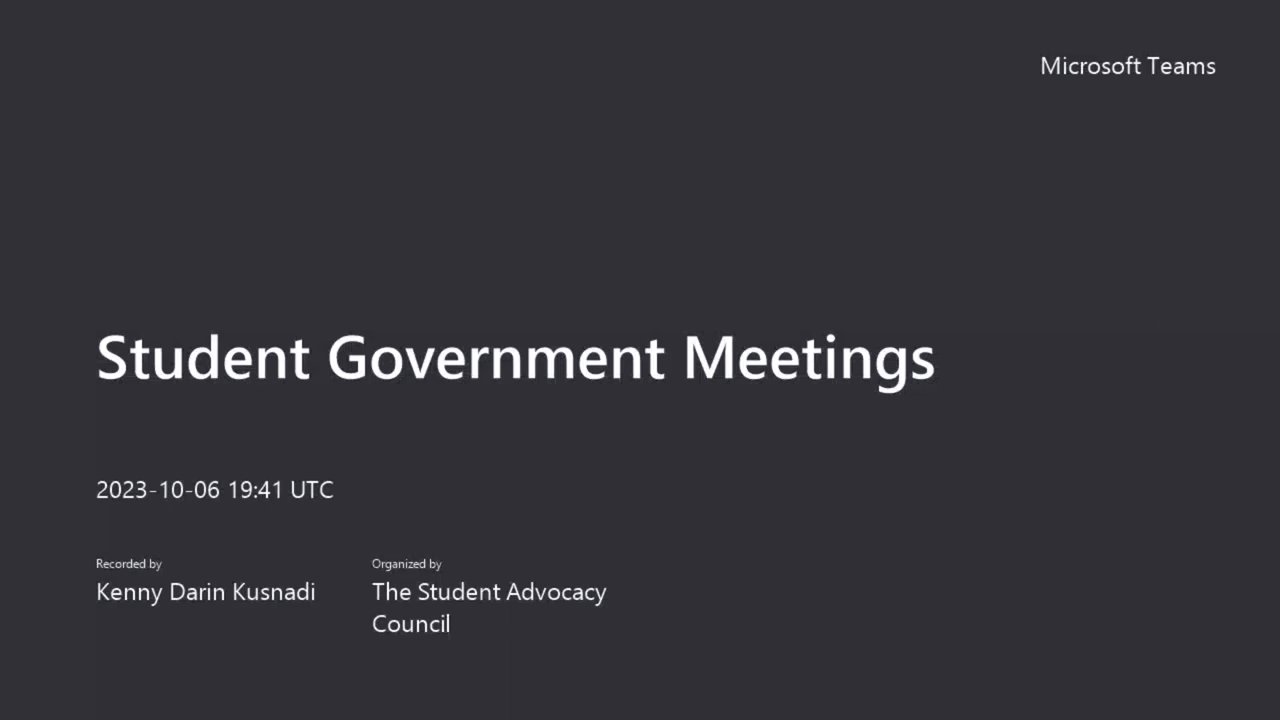 Microsoft Teams
Student Government Meetings
2023-10-06 19:41 UTC
Recorded by
Kenny Darin Kusnadi
Organized by
The Student Advocacy
Council